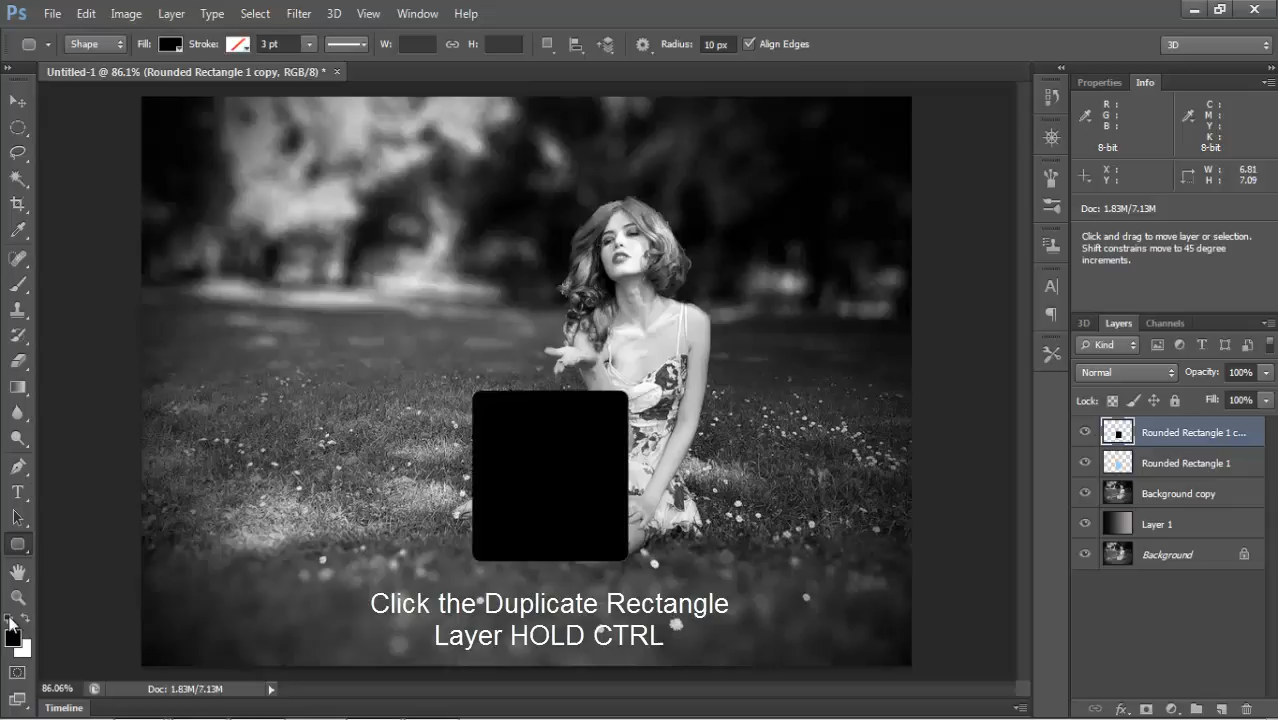 Ps File Edit Image Layer Type Select Filter 3D View Window Help
Shape Fill: Stroke: 3 pt W: H: Radius: 10 px Align Edges 3D
Untitled-1 @ 86.1% (Rounded Rectangle 1 copy, RGB/8) * ×
Properties Info
R : C :
G : M :
B : Y :
K :
8-bit 8-bit
X : W : 6.81
Y : H : 7.09
Doc: 1.83M/7.13M
Click and drag to move layer or selection.
Shift constrains move to 45 degree
increments.
3D Layers Channels
Kind
Normal Opacity: 100%
Lock: Fill: 100%
Rounded Rectangle 1 c...
Rounded Rectangle 1
Background copy
Layer 1
Background
Click the Duplicate Rectangle
Layer HOLD CTRL
86.06% Doc: 1.83M/7.13M
Timeline